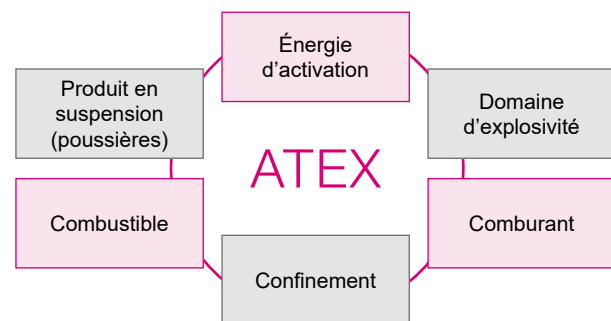 Énergie
d’activation
Produit en
suspension
(poussières)
Domaine
d’explosivité
ATEX
Combustible
Comburant
Confinement